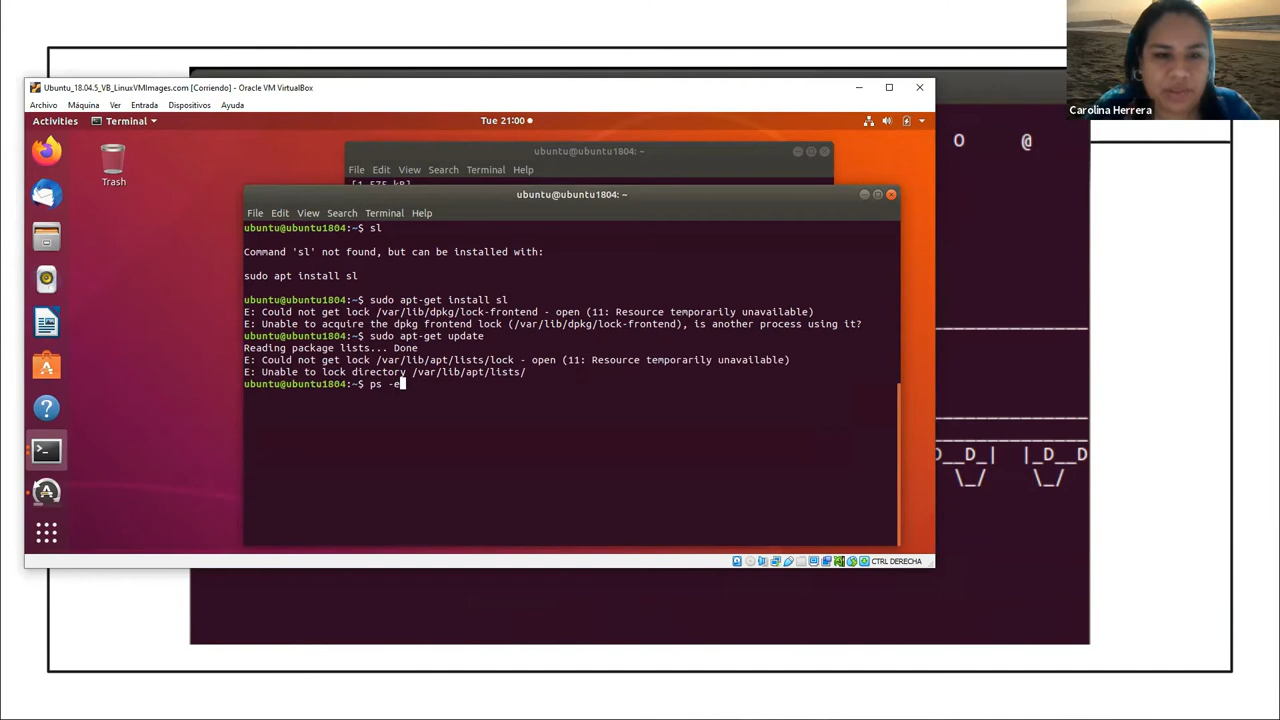 Carolina Herrera
Ubuntu_18.04.5_VB_LinuxVMImages.com [Corriendo] - Oracle VM VirtualBox
Archivo Máquina Ver Entrada Dispositivos Ayuda
Activities Terminal Tue 21:00
Trash
ubuntu@ubuntu1804: ~
File Edit View Search Terminal Help
[1.575 kB]
ubuntu@ubuntu1804: ~
File Edit View Search Terminal Help
ubuntu@ubuntu1804:~$ sl
Command 'sl' not found, but can be installed with:
sudo apt install sl
ubuntu@ubuntu1804:~$ sudo apt-get install sl
E: Could not get lock /var/lib/dpkg/lock-frontend - open (11: Resource temporarily unavailable)
E: Unable to acquire the dpkg frontend lock (/var/lib/dpkg/lock-frontend), is another process using it?
ubuntu@ubuntu1804:~$ sudo apt-get update
Reading package lists... Done
E: Could not get lock /var/lib/apt/lists/lock - open (11: Resource temporarily unavailable)
E: Unable to lock directory /var/lib/apt/lists/
ubuntu@ubuntu1804:~$ ps -e
CTRL DERECHA
O @
D__D_| |_D__D
\_/ \_/